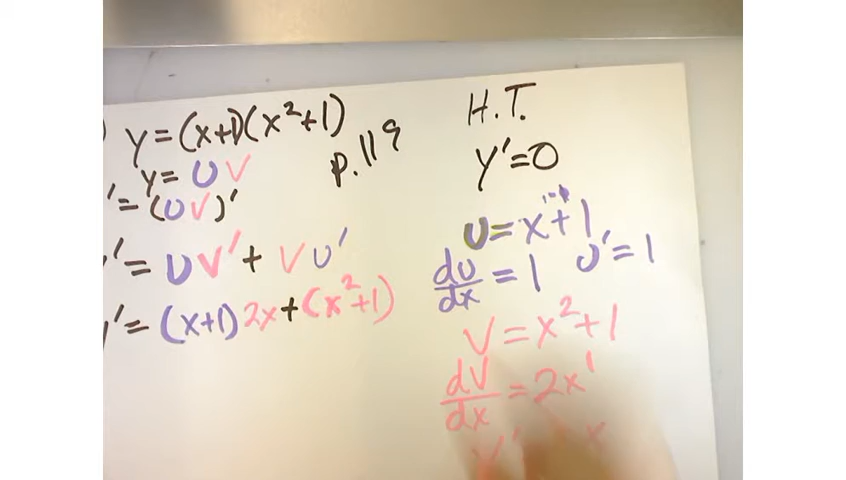 ) y=(x+1)(x²+1)
y=UV
'=(UV)'
p.119
y'=UV'+VU'
y'=(x+1)2x+(x²+1)
H.T.
y'=0
U=x+1
du/dx=1 U'=1
V=x²+1
dV/dx=2x¹
V' x